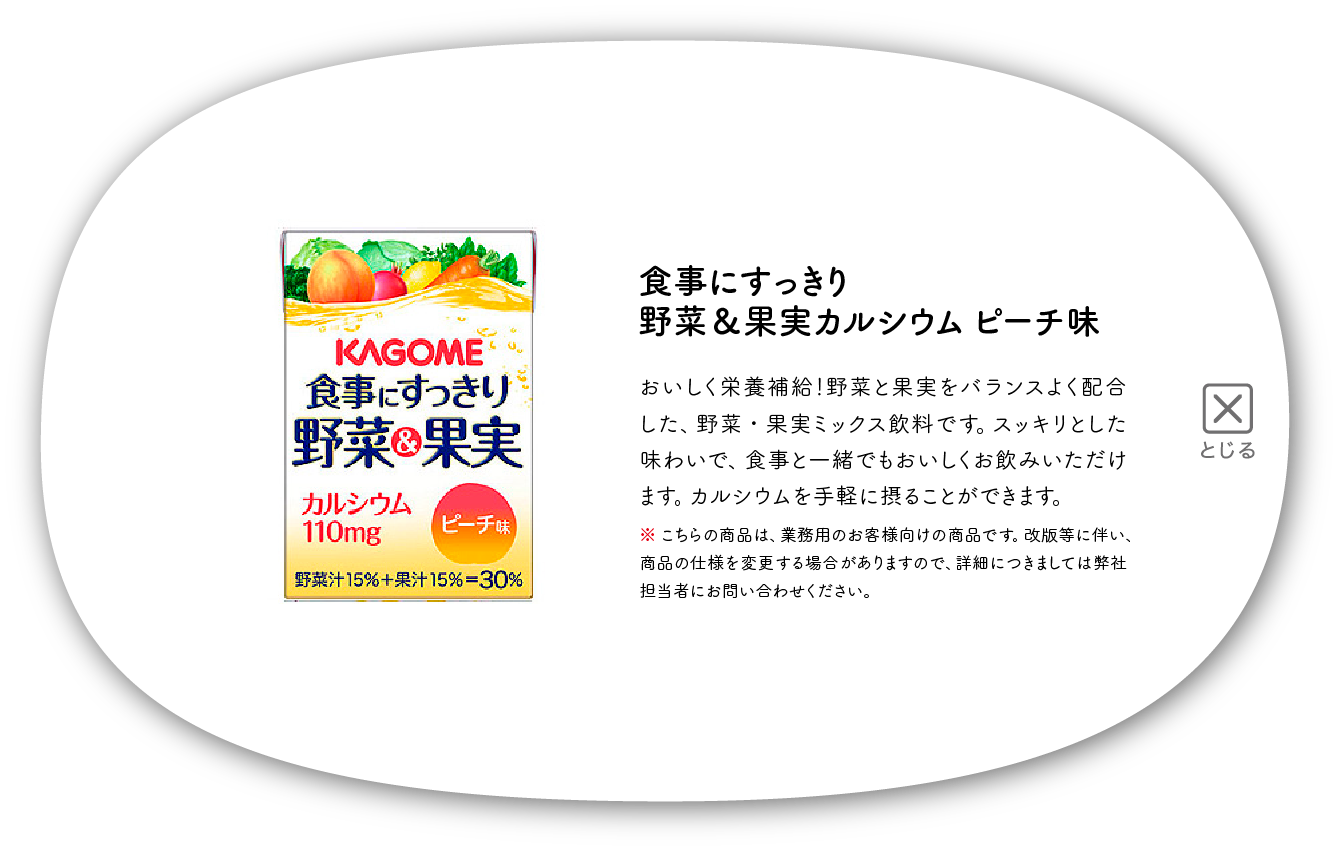 KAGOME
食事にすっきり
野菜&果実
カルシウム
110mg
ピーチ味
野菜汁15%+果汁15%=30%
食事にすっきり
野菜&果実カルシウム ピーチ味
おいしく栄養補給!野菜と果実をバランスよく配合
した、野菜・果実ミックス飲料です。スッキリとした
味わいで、食事と一緒でもおいしくお飲みいただけ
ます。カルシウムを手軽に摂ることができます。
※ こちらの商品は、業務用のお客様向けの商品です。改版等に伴い、
商品の仕様を変更する場合がありますので、詳細につきましては弊社
担当者にお問い合わせください。
とじる